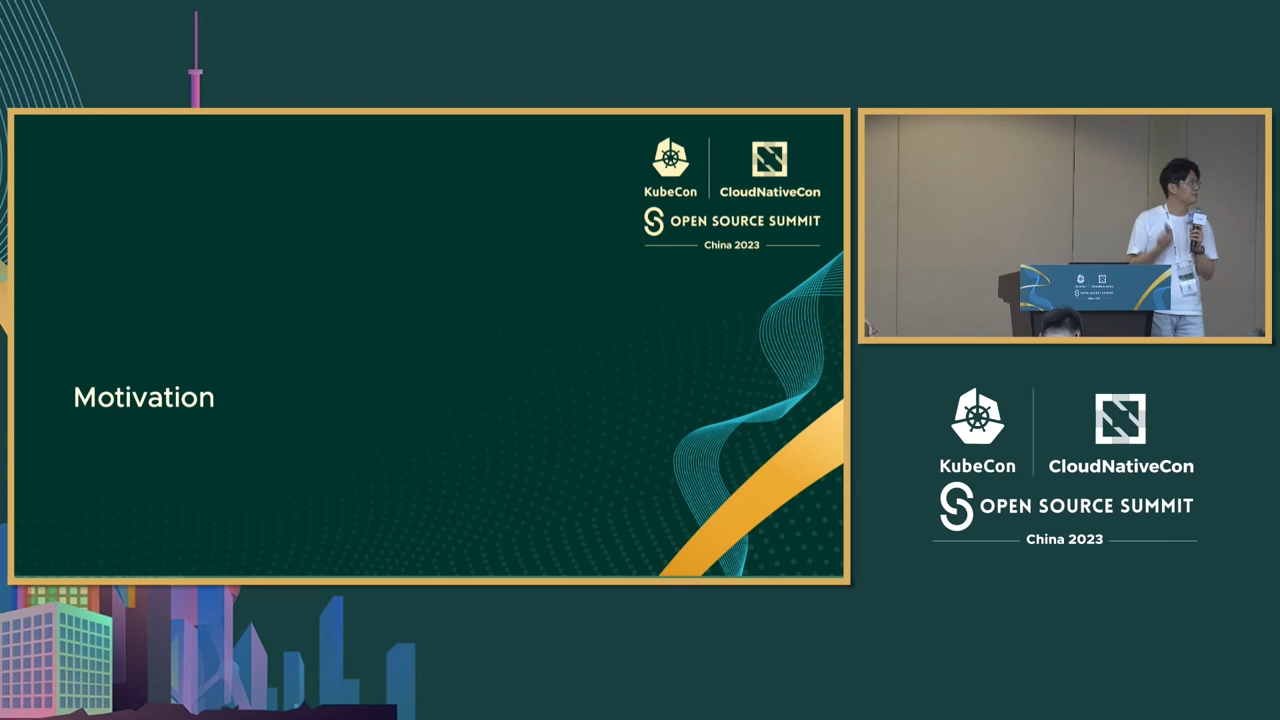 KubeCon
CloudNativeCon
OPEN SOURCE SUMMIT
China 2023
Motivation
KubeCon
CloudNativeCon
OPEN SOURCE SUMMIT
China 2023